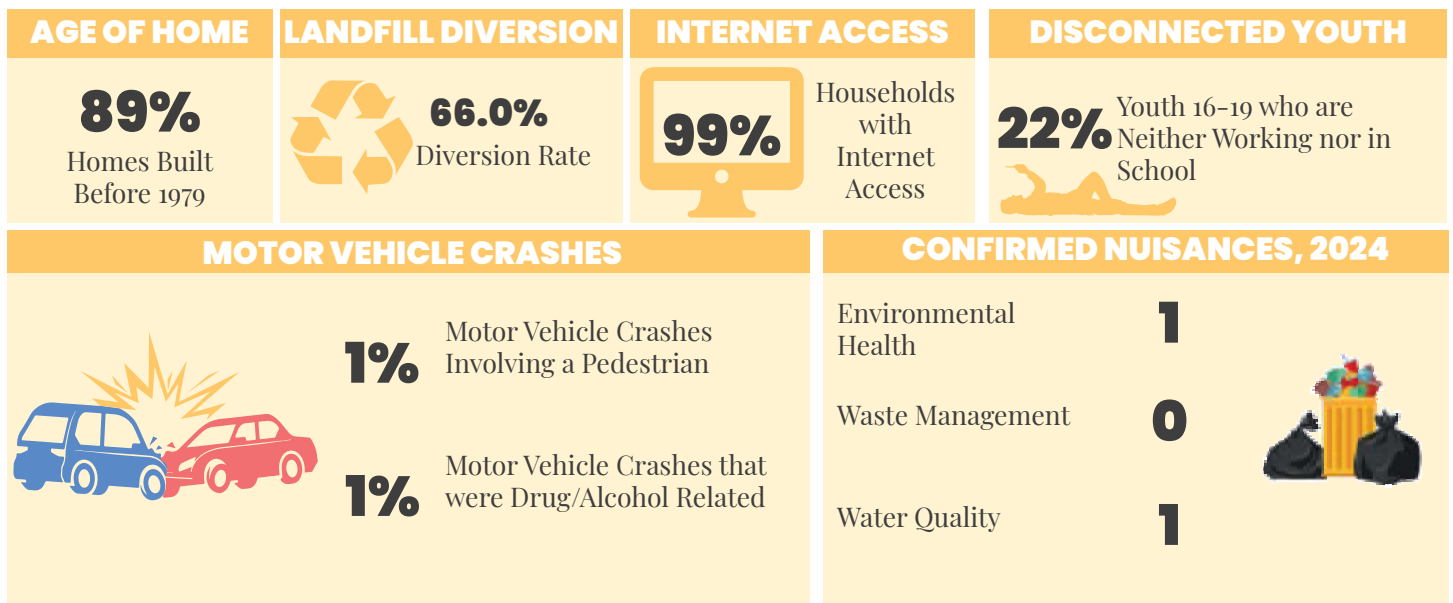 AGE OF HOME
89%
Homes Built
Before 1979
LANDFILL DIVERSION
66.0%
Diversion Rate
INTERNET ACCESS
99%
Households
with
Internet
Access
DISCONNECTED YOUTH
22%
Youth 16-19 who are
Neither Working nor in
School
MOTOR VEHICLE CRASHES
1%
Motor Vehicle Crashes
Involving a Pedestrian
1%
Motor Vehicle Crashes that
were Drug/Alcohol Related
CONFIRMED NUISANCES, 2024
Environmental
Health
1
Waste Management
0
Water Quality
1